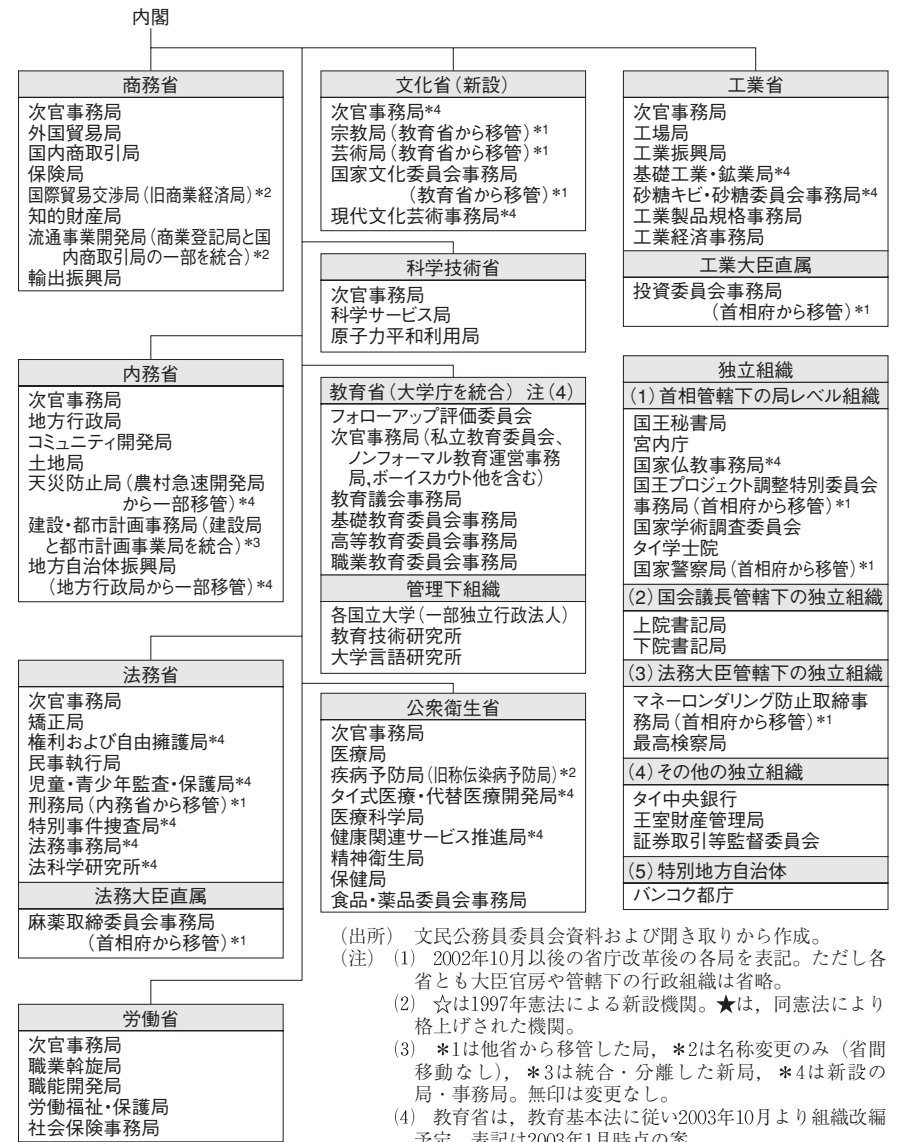 内閣
商務省
次官事務局
外国貿易局
国内商取引局
保険局
国際貿易交渉局(旧商業経済局)*2
知的財産局
流通事業開発局(商業登記局と国
内商取引局の一部を統合)*2
輸出振興局
内務省
次官事務局
地方行政局
コミュニティ開発局
土地局
天災防止局(農村急速開発局
から一部移管)*4
建設・都市計画事務局(建設局
と都市計画事業局を統合)*3
地方自治体振興局
(地方行政局から一部移管)*4
法務省
次官事務局
矯正局
権利および自由擁護局*4
民事執行局
児童・青少年監査・保護局*4
刑務局(内務省から移管)*1
特別事件捜査局*4
法務事務局*4
法科学研究所*4
法務大臣直属
麻薬取締委員会事務局
(首相府から移管)*1
労働省
次官事務局
職業斡旋局
職能開発局
労働福祉・保護局
社会保険事務局
文化省(新設)
次官事務局*4
宗教局(教育省から移管)*1
芸術局(教育省から移管)*1
国家文化委員会事務局
(教育省から移管)*1
現代文化芸術事務局*4
科学技術省
次官事務局
科学サービス局
原子力平和利用局
教育省(大学庁を統合) 注(4)
フォローアップ評価委員会
次官事務局(私立教育委員会、
ノンフォーマル教育運営事務
局,ボーイスカウト他を含む)
教育議会事務局
基礎教育委員会事務局
高等教育委員会事務局
職業教育委員会事務局
管理下組織
各国立大学(一部独立行政法人)
教育技術研究所
大学言語研究所
公衆衛生省
次官事務局
医療局
疾病予防局(旧称伝染病予防局)*2
タイ式医療・代替医療開発局*4
医療科学局
健康関連サービス推進局*4
精神衛生局
保健局
食品・薬品委員会事務局
工業省
次官事務局
工場局
工業振興局
基礎工業・鉱業局*4
砂糖キビ・砂糖委員会事務局*4
工業製品規格事務局
工業経済事務局
工業大臣直属
投資委員会事務局
(首相府から移管)*1
独立組織
(1)首相管轄下の局レベル組織
国王秘書局
宮内庁
国家仏教事務局*4
国王プロジェクト調整特別委員会
事務局(首相府から移管)*1
国家学術調査委員会
タイ学士院
国家警察局(首相府から移管)*1
(2)国会議長管轄下の独立組織
上院書記局
下院書記局
(3)法務大臣管轄下の独立組織
マネーロンダリング防止取締事
務局(首相府から移管)*1
最高検察局
(4)その他の独立組織
タイ中央銀行
王室財産管理局
証券取引等監督委員会
(5)特別地方自治体
バンコク都庁
(出所) 文民公務員委員会資料および聞き取りから作成。
(注) (1) 2002年10月以後の省庁改革後の各局を表記。ただし各
省とも大臣官房や管轄下の行政組織は省略。
(2) ☆は1997年憲法による新設機関。★は,同憲法により
格上げされた機関。
(3) *1は他省から移管した局,*2は名称変更のみ(省間
移動なし),*3は統合・分離した新局,*4は新設の
局・事務局。無印は変更なし。
(4) 教育省は,教育基本法に従い2003年10月より組織改編
予定。表記は2003年1月時点の案。